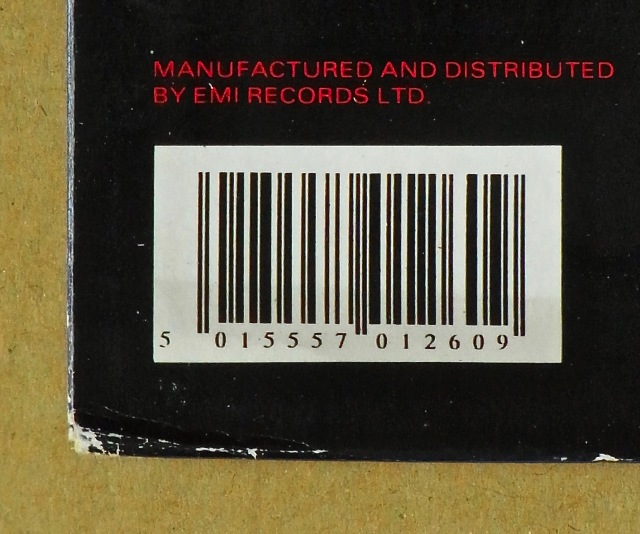 MANUFACTURED AND DISTRIBUTED
BY EMI RECORDS LTD.
5 015557 012609